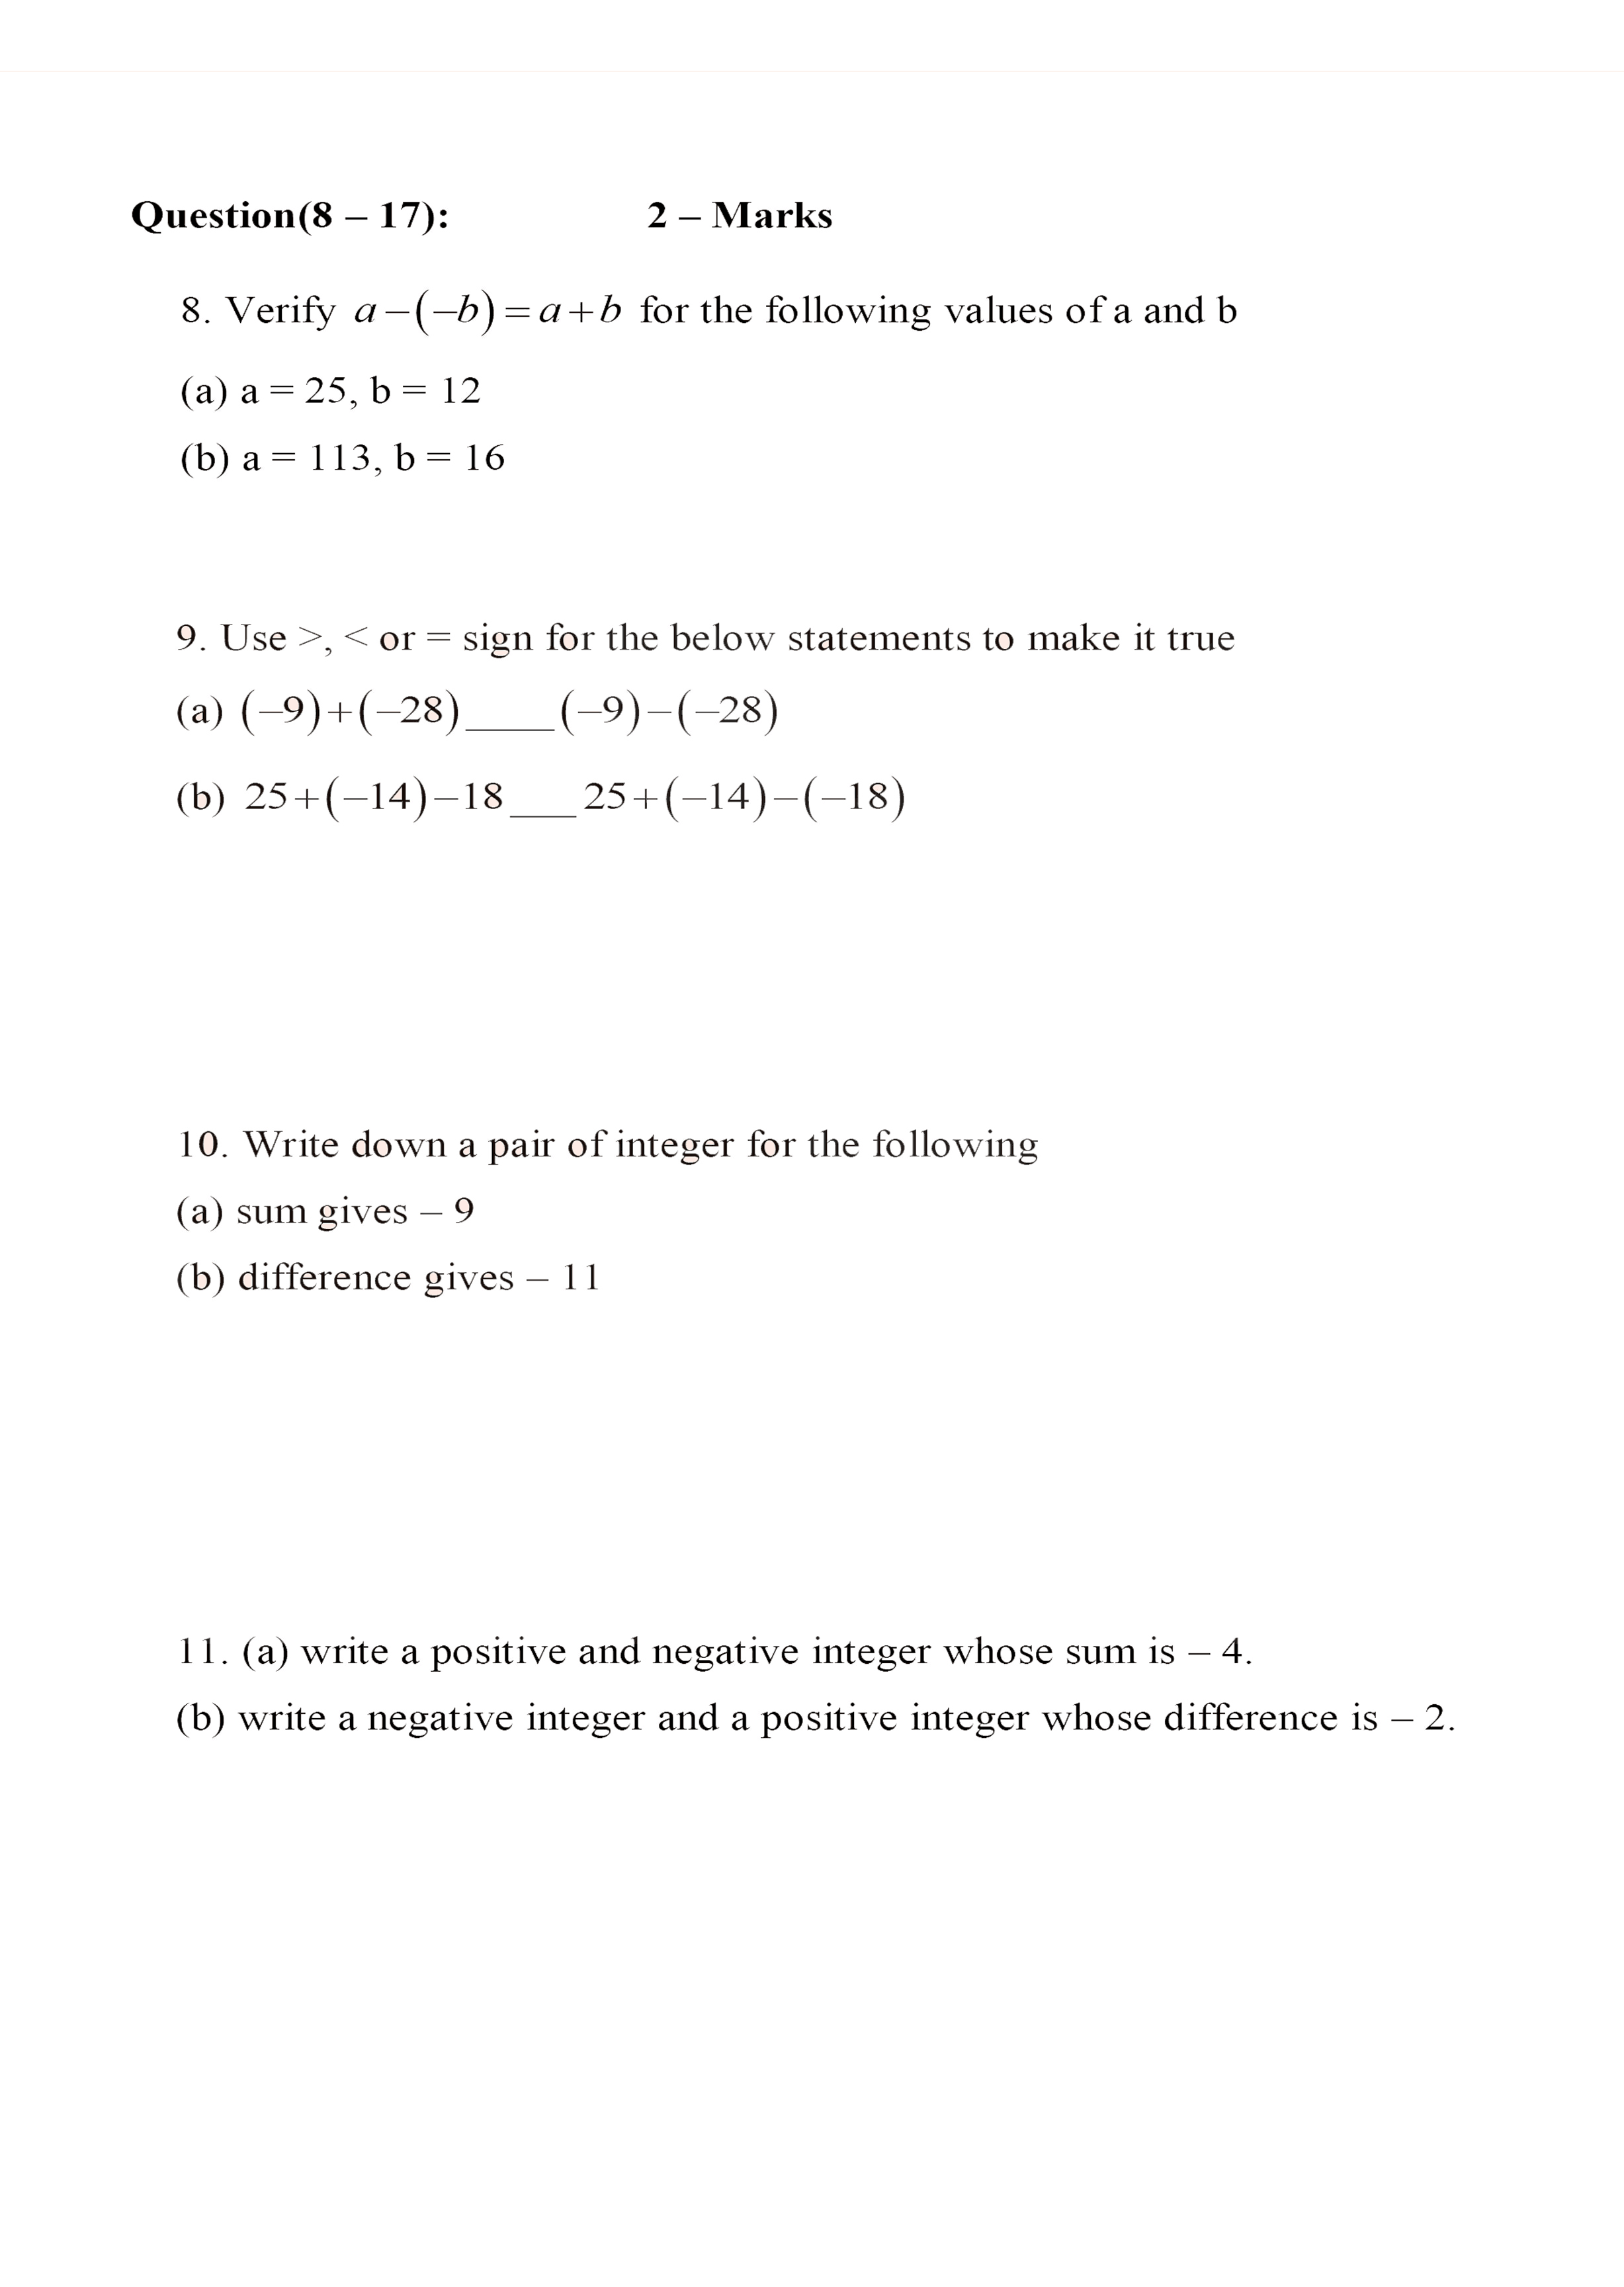 Question(8 – 17): 2 – Marks
8. Verify a−(−b)=a+b for the following values of a and b
(a) a = 25, b = 12
(b) a = 113, b = 16
9. Use >, < or = sign for the below statements to make it true
(a) (−9)+(−28)____(−9)−(−28)
(b) 25+(−14)−18___25+(−14)−(−18)
10. Write down a pair of integer for the following
(a) sum gives – 9
(b) difference gives – 11
11. (a) write a positive and negative integer whose sum is – 4.
(b) write a negative integer and a positive integer whose difference is – 2.